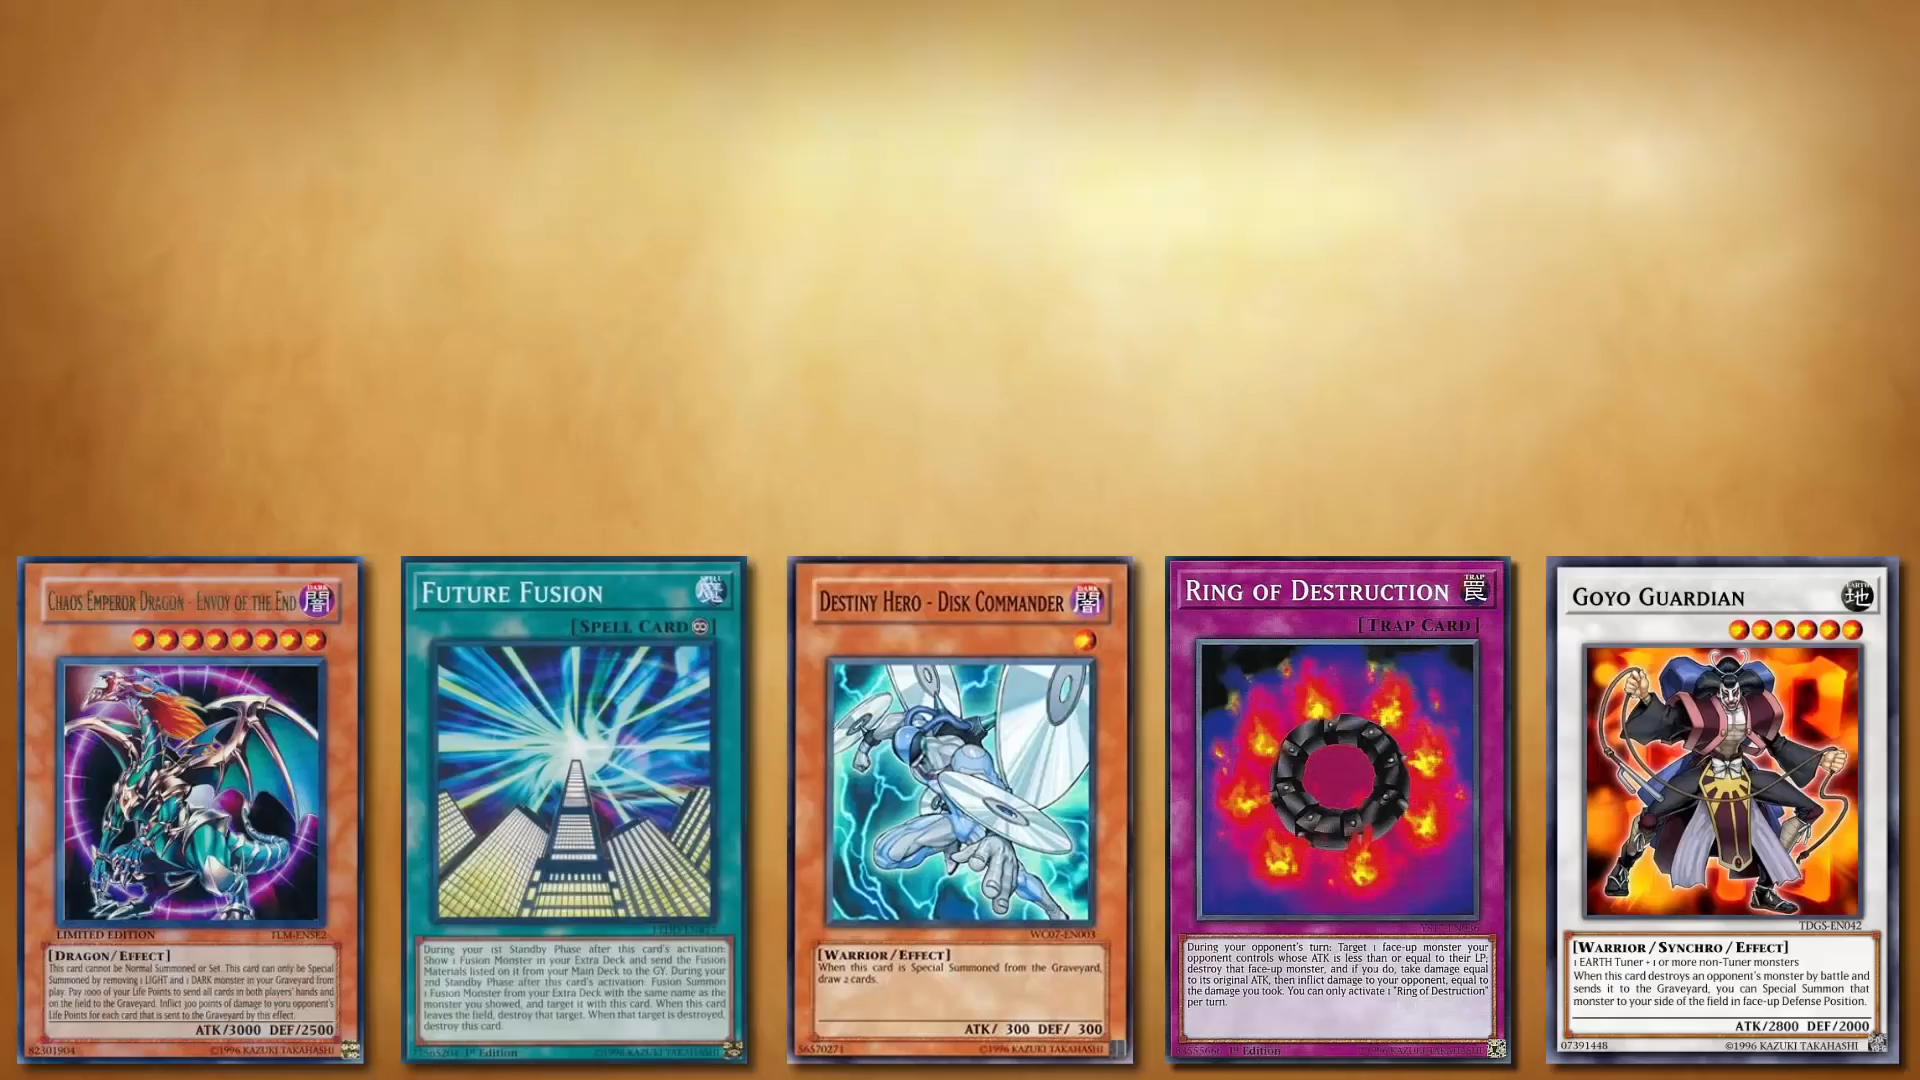 Chaos Emperor Dragon - Envoy of the End
DARK
闇
LIMITED EDITION
TLM-ENSE2
[Dragon/Effect]
This card cannot be Normal Summoned or Set. This card can only be Special
Summoned by removing 1 LIGHT and 1 DARK monster in your Graveyard from
play. Pay 1000 of your Life Points to send all cards in both players' hands and
on the field to the Graveyard. Inflict 300 points of damage to your opponent's
Life Points for each card that is sent to the Graveyard by this effect.
ATK/3000 DEF/2500
82301904
©1996 KAZUKI TAKAHASHI
Future Fusion
SPELL
魔
[Spell Card]
During your 1st Standby Phase after this card's activation:
Show 1 Fusion Monster in your Extra Deck and send the Fusion
Materials listed on it from your Main Deck to the GY. During your
2nd Standby Phase after this card's activation: Fusion Summon
1 Fusion Monster from your Extra Deck with the same name as the
monster you showed, and target it with this card. When this card
leaves the field, destroy that target. When that target is destroyed,
destroy this card.
1st Edition
Destiny Hero - Disk Commander
DARK
闇
WC07-EN003
[Warrior/Effect]
When this card is Special Summoned from the Graveyard,
draw 2 cards.
ATK/ 300 DEF/ 300
56570271
©1996 KAZUKI TAKAHASHI
Ring of Destruction
TRAP
罠
[Trap Card]
During your opponent's turn: Target 1 face-up monster your
opponent controls whose ATK is less than or equal to their LP;
destroy that face-up monster, and if you do, take damage equal
to its original ATK, then inflict damage to your opponent, equal to
the damage you took. You can only activate 1 "Ring of Destruction"
per turn.
1st Edition
Goyo Guardian
EARTH
地
TDGS-EN042
[Warrior/Synchro/Effect]
1 EARTH Tuner + 1 or more non-Tuner monsters
When this card destroys an opponent's monster by battle and
sends it to the Graveyard, you can Special Summon that
monster to your side of the field in face-up Defense Position.
ATK/2800 DEF/2000
07391448
©1996 KAZUKI TAKAHASHI